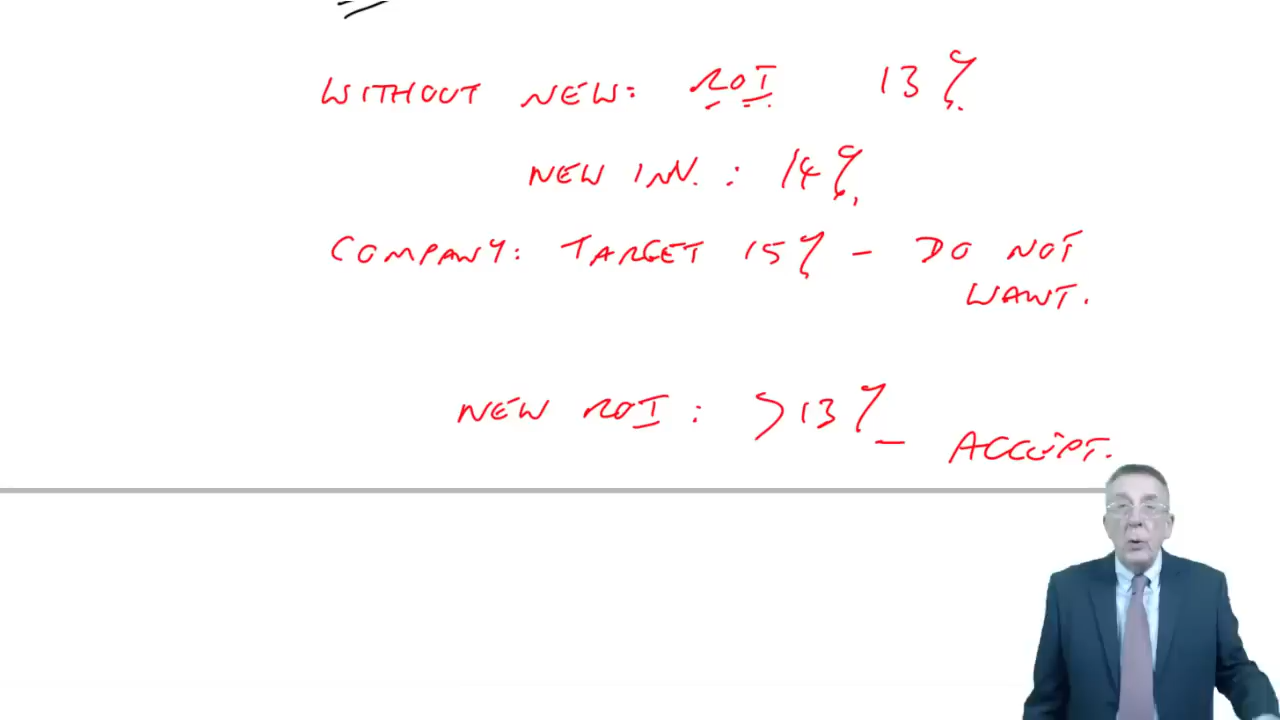 WITHOUT NEW: ROI 13%
NEW INV. : 14%
COMPANY: TARGET 15% - DO NOT
WANT.
NEW ROI : >13%
- ACCEPT.